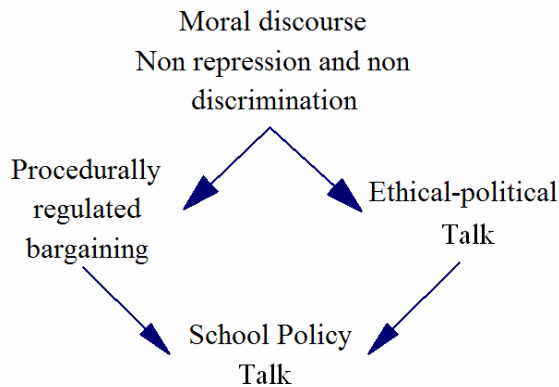 Moral discourse
Non repression and non
discrimination
Procedurally
regulated
bargaining
Ethical-political
Talk
School Policy
Talk